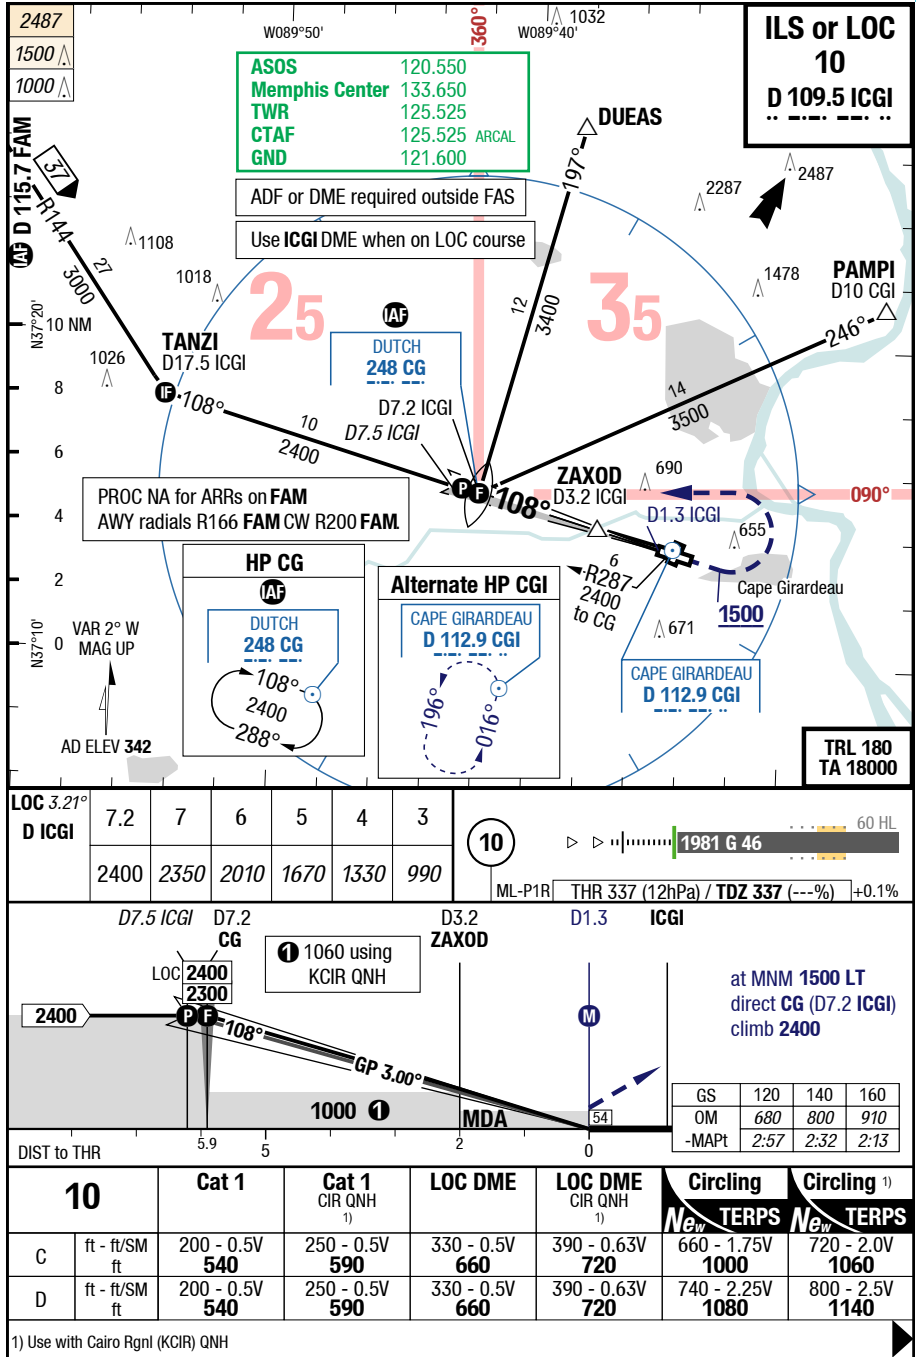 2487
1500
1000
W089°50'
360°
W089°40'
1032
ILS or LOC
10
D 109.5 ICGI
ASOS 120.550
Memphis Center 133.650
TWR 125.525
CTAF 125.525 ARCAL
GND 121.600
ADF or DME required outside FAS
Use ICGI DME when on LOC course
DUEAS
197°
12
3400
2287
2487
1478
PAMPI
D10 CGI
246°
14
3500
IAF D 115.7 FAM
37
R144
27
3000
1108
1018
1026
N37°20'
10 NM
8
6
4
2
0
N37°10'
25
35
TANZI
D17.5 ICGI
IF
108°
10
2400
IAF
DUTCH
248 CG
D7.2 ICGI
D7.5 ICGI
P F
108°
ZAXOD
D3.2 ICGI
690
D1.3 ICGI
090°
655
Cape Girardeau
1500
671
6
R287
2400
to CG
PROC NA for ARRs on FAM
AWY radials R166 FAM CW R200 FAM.
HP CG
IAF
DUTCH
248 CG
108°
2400
288°
Alternate HP CGI
CAPE GIRARDEAU
D 112.9 CGI
196°
016°
CAPE GIRARDEAU
D 112.9 CGI
VAR 2° W
MAG UP
AD ELEV 342
TRL 180
TA 18000
LOC 3.21°
D ICGI
7.2 7 6 5 4 3
2400 2350 2010 1670 1330 990
10
60 HL
1981 G 46
ML-P1R
THR 337 (12hPa) / TDZ 337 (---%)
+0.1%
D7.5 ICGI D7.2 D3.2 D1.3 ICGI
CG ZAXOD
LOC 2400
2300
1 1060 using
KCIR QNH
2400
P F
108°
GP 3.00°
M
at MNM 1500 LT
direct CG (D7.2 ICGI)
climb 2400
1000 1
MDA
54
DIST to THR 5.9 5 2 0
GS 120 140 160
OM 680 800 910
-MAPt 2:57 2:32 2:13
10
Cat 1
Cat 1
CIR QNH
1)
LOC DME
LOC DME
CIR QNH
1)
Circling
New TERPS
Circling 1)
New TERPS
C ft - ft/SM 200 - 0.5V 250 - 0.5V 330 - 0.5V 390 - 0.63V 660 - 1.75V 720 - 2.0V
ft 540 590 660 720 1000 1060
D ft - ft/SM 200 - 0.5V 250 - 0.5V 330 - 0.5V 390 - 0.63V 740 - 2.25V 800 - 2.5V
ft 540 590 660 720 1080 1140
1) Use with Cairo Rgnl (KCIR) QNH